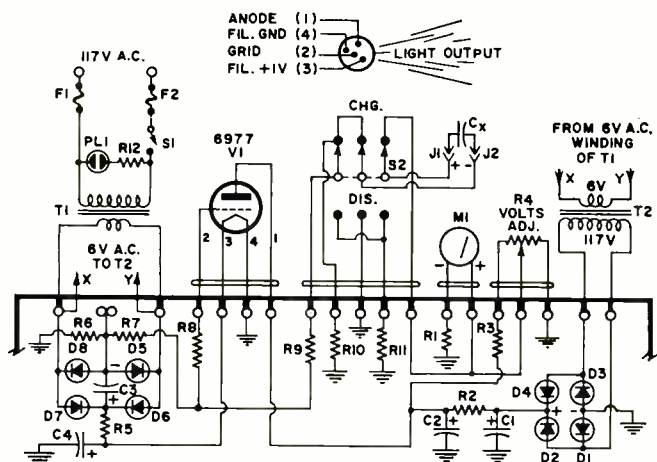 ANODE (1)
FIL. GND (4)
GRID (2)
FIL. +1V (3)
LIGHT OUTPUT
117V A.C.
F1
F2
S1
PL1
R12
T1
6V A.C.
TO T2
X
Y
6977
V1
2
3
4
1
CHG.
S2
DIS.
Cx
J1
+
-
J2
M1
-
+
R4
VOLTS
ADJ.
FROM 6V A.C.
WINDING
OF T1
X
Y
6V
T2
117V
R6
R7
D8
-
D5
C3
+
D7
D6
R5
C4
+
R8
R9
R10
R11
R1
R3
R2
C2
+
+
C1
D4
D3
+
-
D2
D1